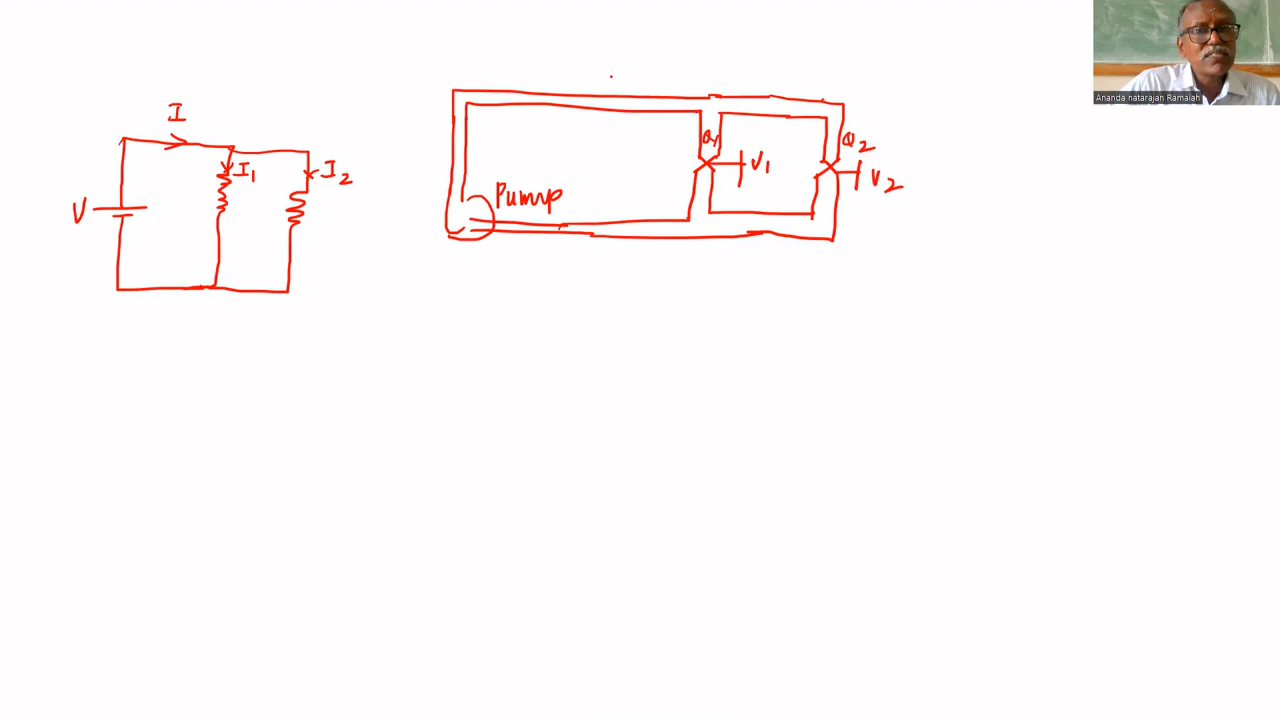 I
I1
I2
V
Pump
Q1
V1
Q2
V2
Ananda natarajan Ramaiah